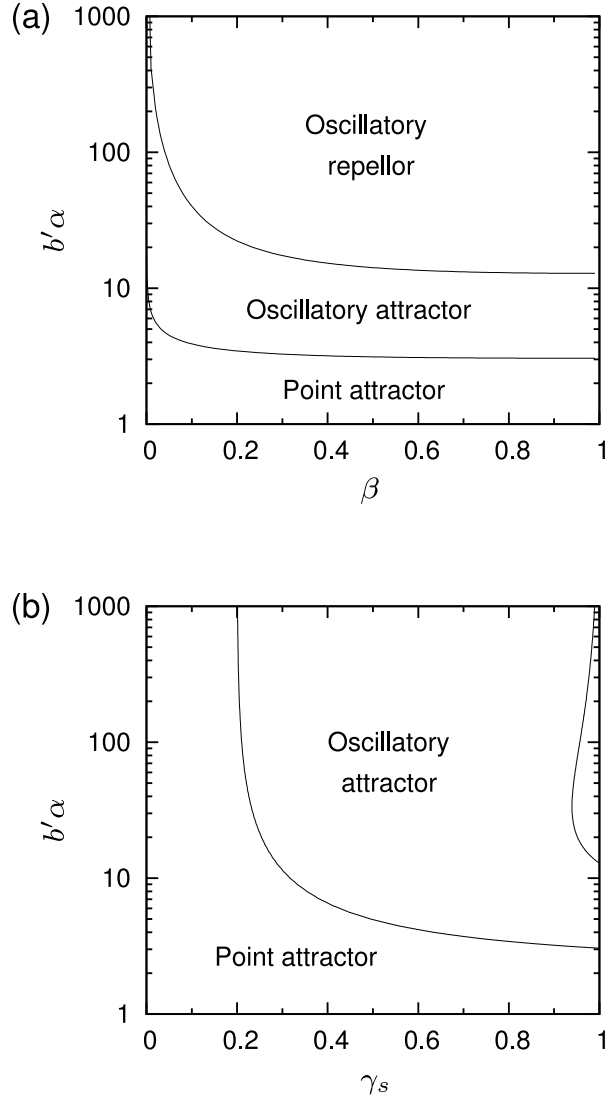 (a)
1000
100
10
1
b′α
Oscillatory
repellor
Oscillatory attractor
Point attractor
0 0.2 0.4 0.6 0.8 1
β
(b)
1000
100
10
1
b′α
Oscillatory
attractor
Point attractor
0 0.2 0.4 0.6 0.8 1
γs